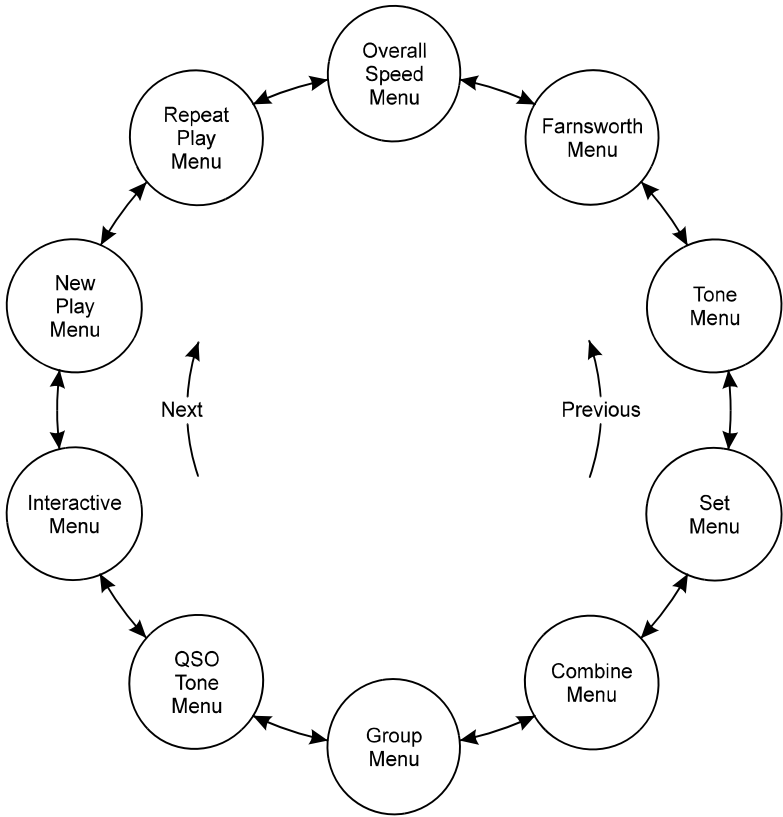 Overall
Speed
Menu
Repeat
Play
Menu
Farnsworth
Menu
New
Play
Menu
Tone
Menu
Next
Previous
Interactive
Menu
Set
Menu
QSO
Tone
Menu
Combine
Menu
Group
Menu